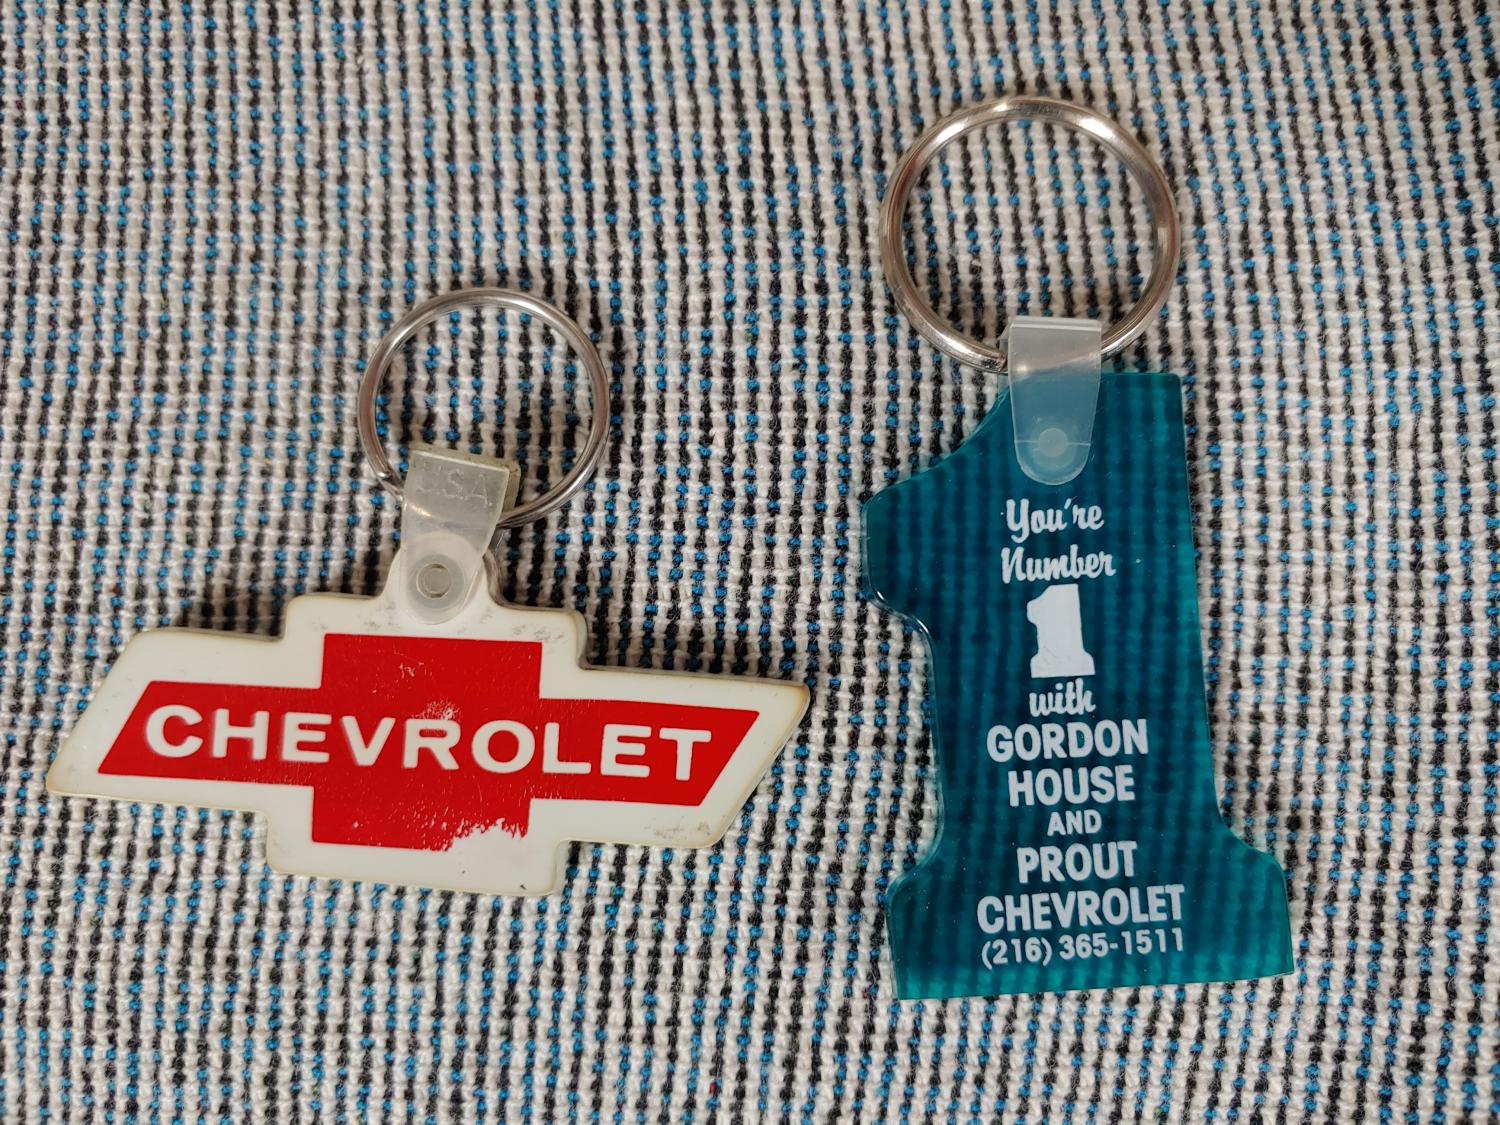 U.S.A.
CHEVROLET
You're
Number
1
with
GORDON
HOUSE
AND
PROUT
CHEVROLET
(216) 365-1511